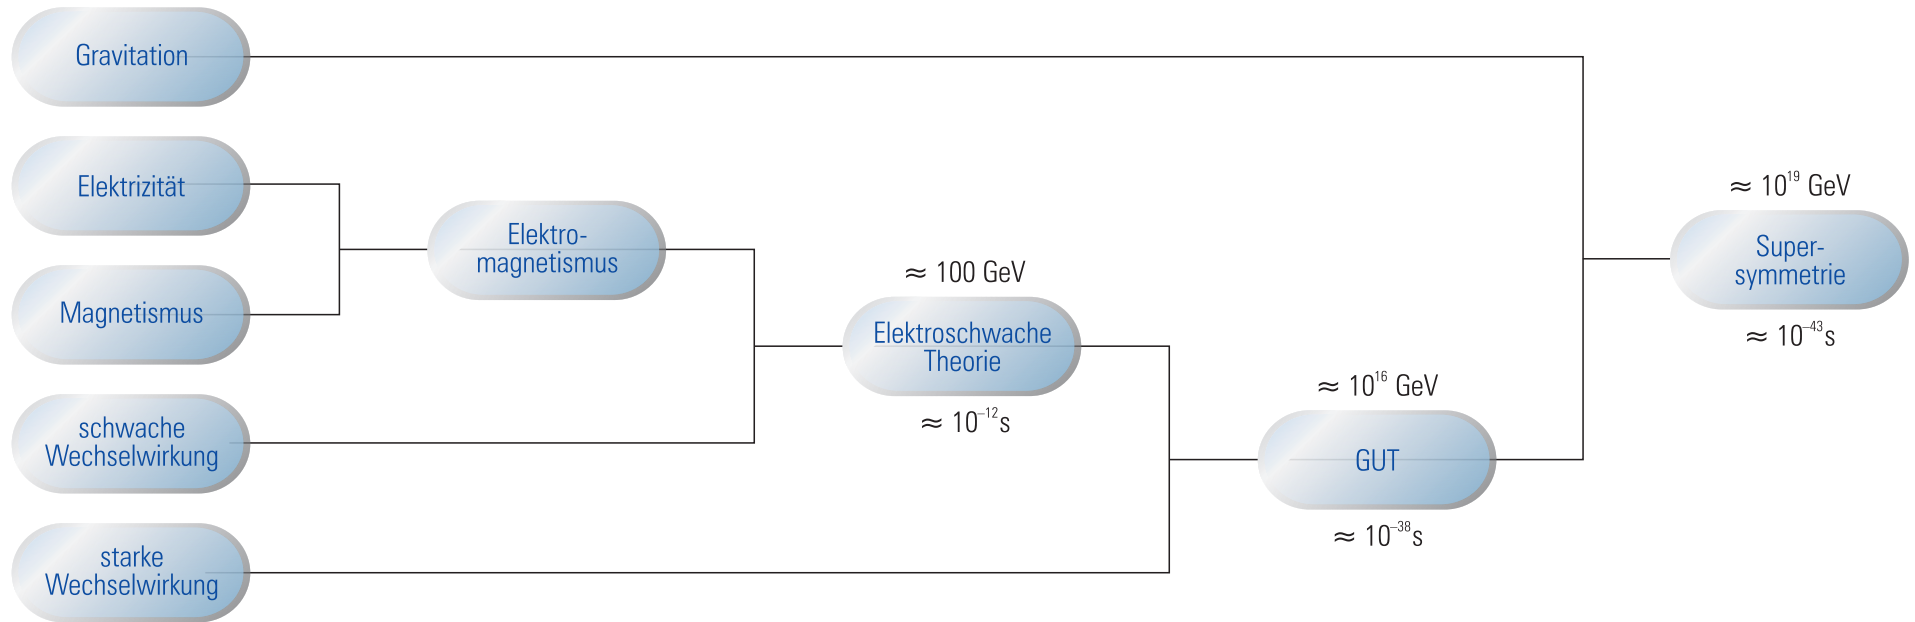 Gravitation
Elektrizität
Magnetismus
schwache
Wechselwirkung
starke
Wechselwirkung
Elektro-
magnetismus
≈ 100 GeV
Elektroschwache
Theorie
≈ 10⁻¹²s
≈ 10¹⁶ GeV
GUT
≈ 10⁻³⁸s
≈ 10¹⁹ GeV
Super-
symmetrie
≈ 10⁻⁴³s